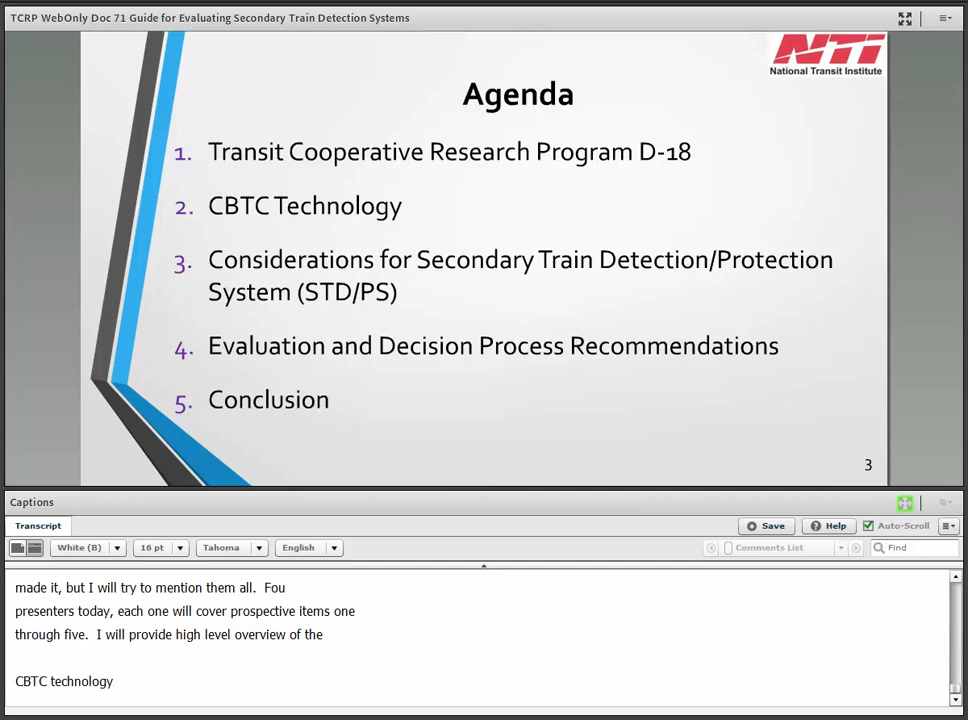 TCRP WebOnly Doc 71 Guide for Evaluating Secondary Train Detection Systems
NTi
National Transit Institute
Agenda
1. Transit Cooperative Research Program D-18
2. CBTC Technology
3. Considerations for Secondary Train Detection/Protection
System (STD/PS)
4. Evaluation and Decision Process Recommendations
5. Conclusion
3
Captions
Transcript
Save
Help
Auto-Scroll
White (B)
16 pt
Tahoma
English
Comments List
Find
made it, but I will try to mention them all.  Fou
presenters today, each one will cover prospective items one
through five.  I will provide high level overview of the
CBTC technology